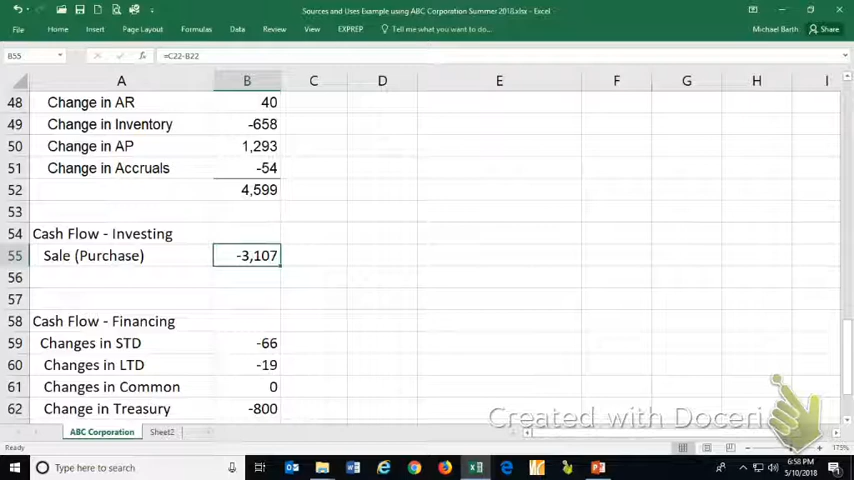 Sources and Uses Example using ABC Corporation Summer 2018.xlsx - Excel
File Home Insert Page Layout Formulas Data Review View EXPREP Tell me what you want to do... Michael Barth Share
B55 fx =C22-B22
A B C D E F G H I
48 Change in AR 40
49 Change in Inventory -658
50 Change in AP 1,293
51 Change in Accruals -54
52 4,599
53
54 Cash Flow - Investing
55 Sale (Purchase) -3,107
56
57
58 Cash Flow - Financing
59 Changes in STD -66
60 Changes in LTD -19
61 Changes in Common 0
62 Change in Treasury -800
Created with Doceri
ABC Corporation Sheet2
Ready 175%
Type here to search 6:58 PM
5/10/2018